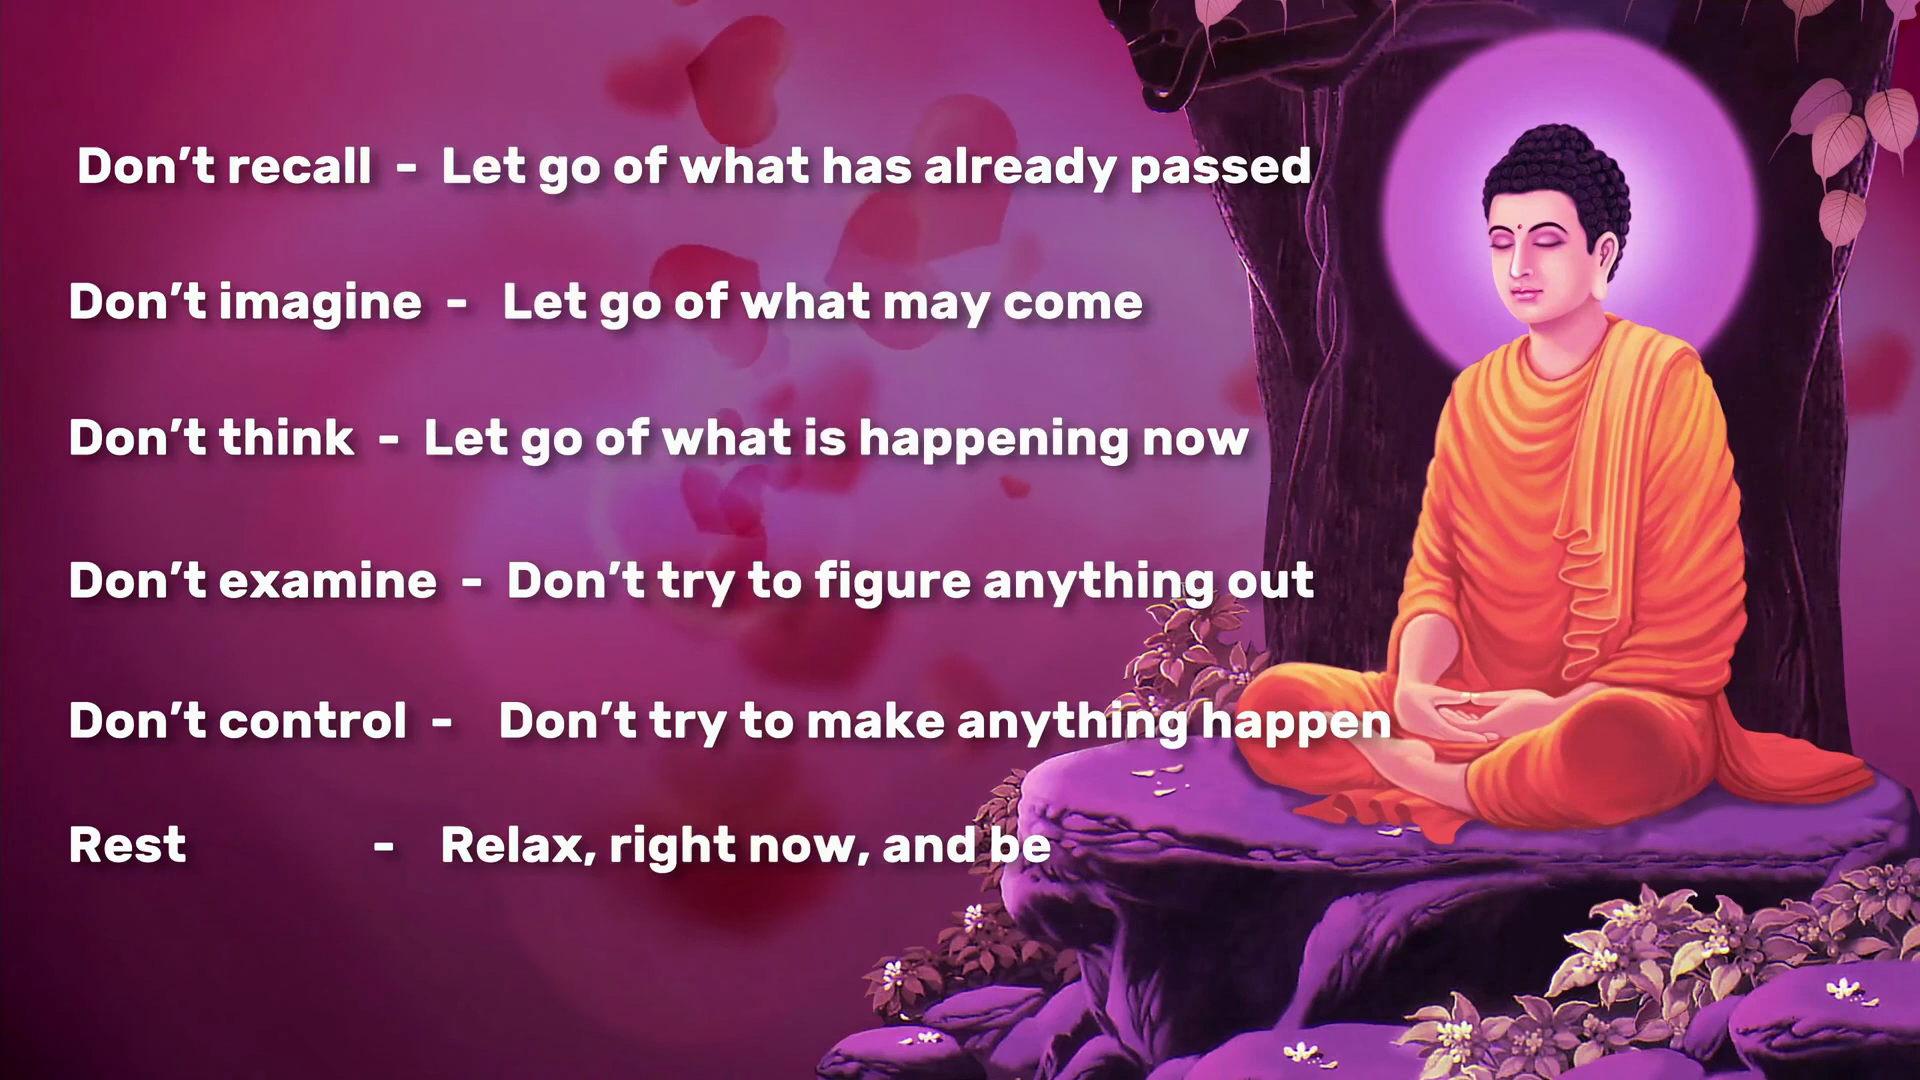 Don’t recall - Let go of what has already passed
Don’t imagine - Let go of what may come
Don’t think - Let go of what is happening now
Don’t examine - Don’t try to figure anything out
Don’t control - Don’t try to make anything happen
Rest - Relax, right now, and be